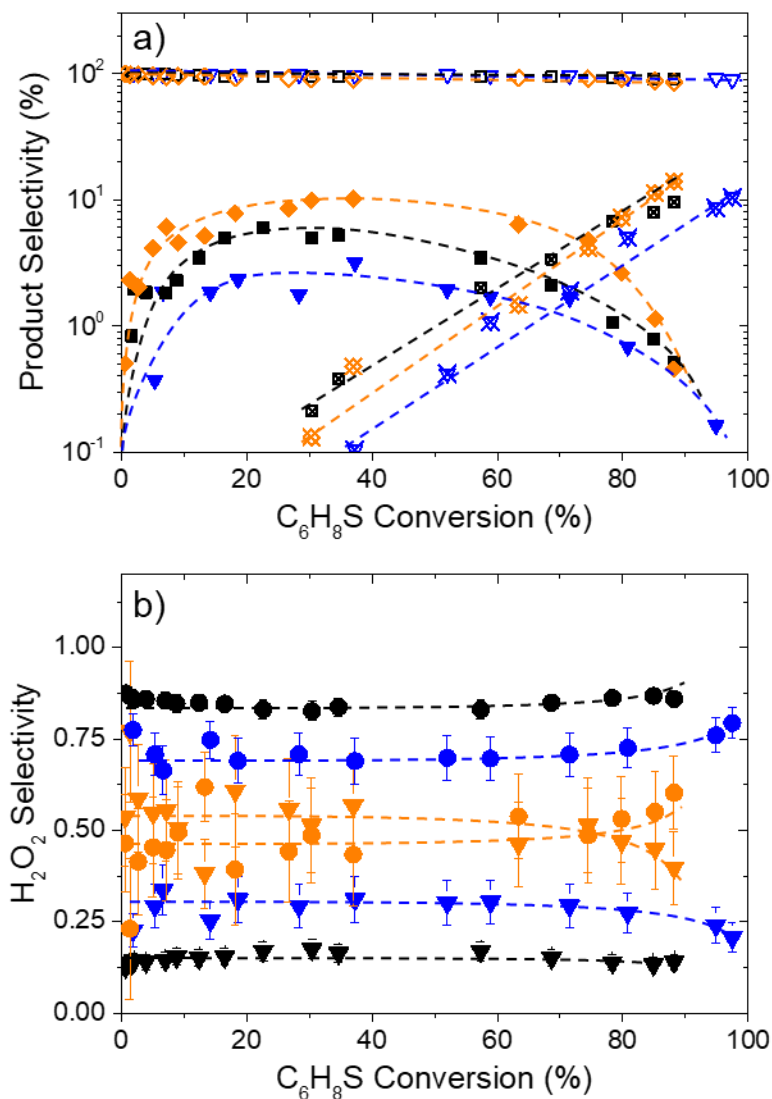 a)
Product Selectivity (%)
10²
10¹
10⁰
10⁻¹
0 20 40 60 80 100
C₆H₈S Conversion (%)
b)
H₂O₂ Selectivity
1.00
0.75
0.50
0.25
0.00
0 20 40 60 80 100
C₆H₈S Conversion (%)